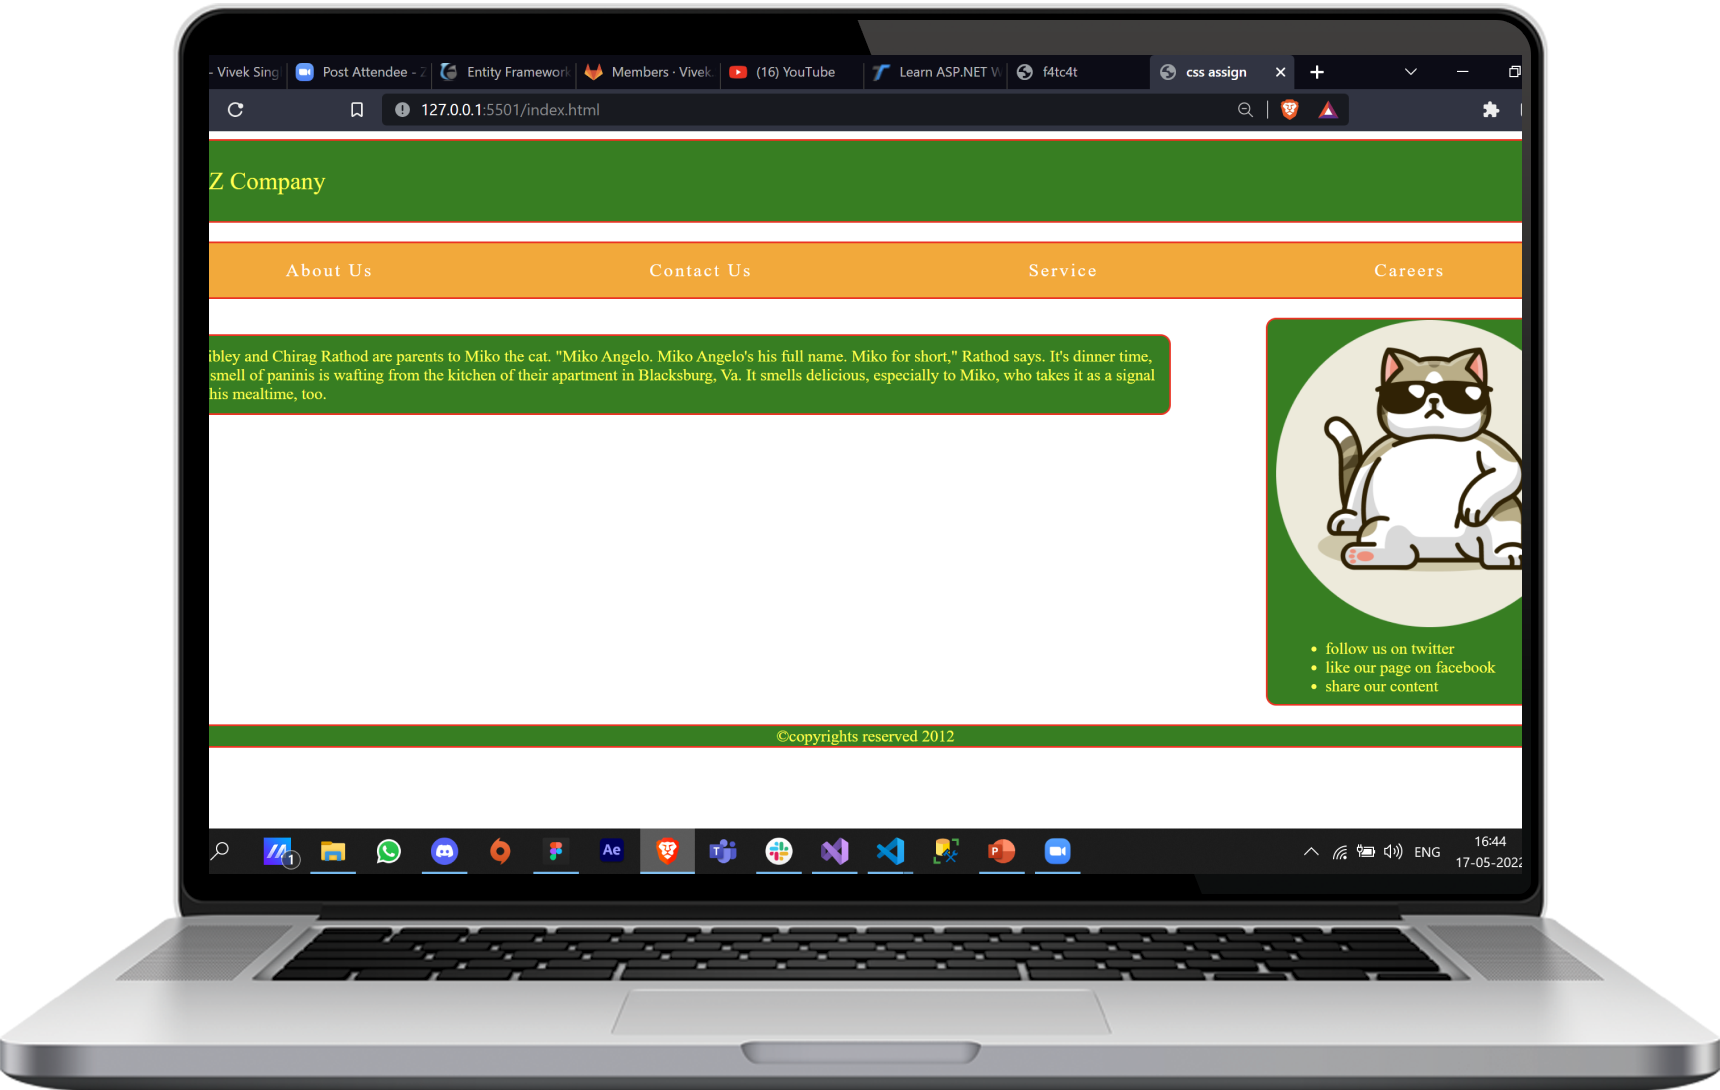 - Vivek Sing
Post Attendee - Z
Entity Framework
Members · Vivek
(16) YouTube
Learn ASP.NET W
f4tc4t
css assign
127.0.0.1:5501/index.html
Z Company
About Us
Contact Us
Service
Careers
ibley and Chirag Rathod are parents to Miko the cat. "Miko Angelo. Miko Angelo's his full name. Miko for short," Rathod says. It's dinner time,
smell of paninis is wafting from the kitchen of their apartment in Blacksburg, Va. It smells delicious, especially to Miko, who takes it as a signal
his mealtime, too.
• follow us on twitter
• like our page on facebook
• share our content
©copyrights reserved 2012
1
Ae
T
P
ENG
16:44
17-05-2022